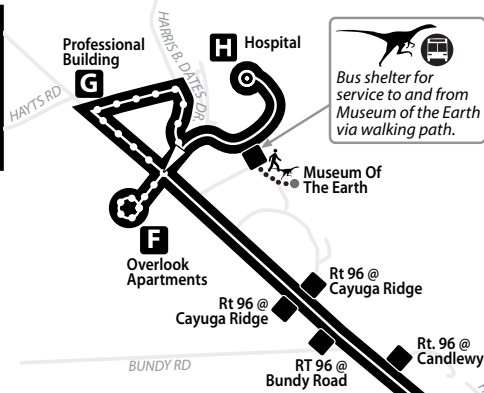 Professional
Building
G
HAYTS RD
HARRIS B. DATES DR.
H
Hospital
Bus shelter for
service to and from
Museum of the Earth
via walking path.
Museum Of
The Earth
F
Overlook
Apartments
Rt 96 @
Cayuga Ridge
Rt 96 @
Cayuga Ridge
RT 96 @
Bundy Road
Rt. 96 @
Candlewy
BUNDY RD